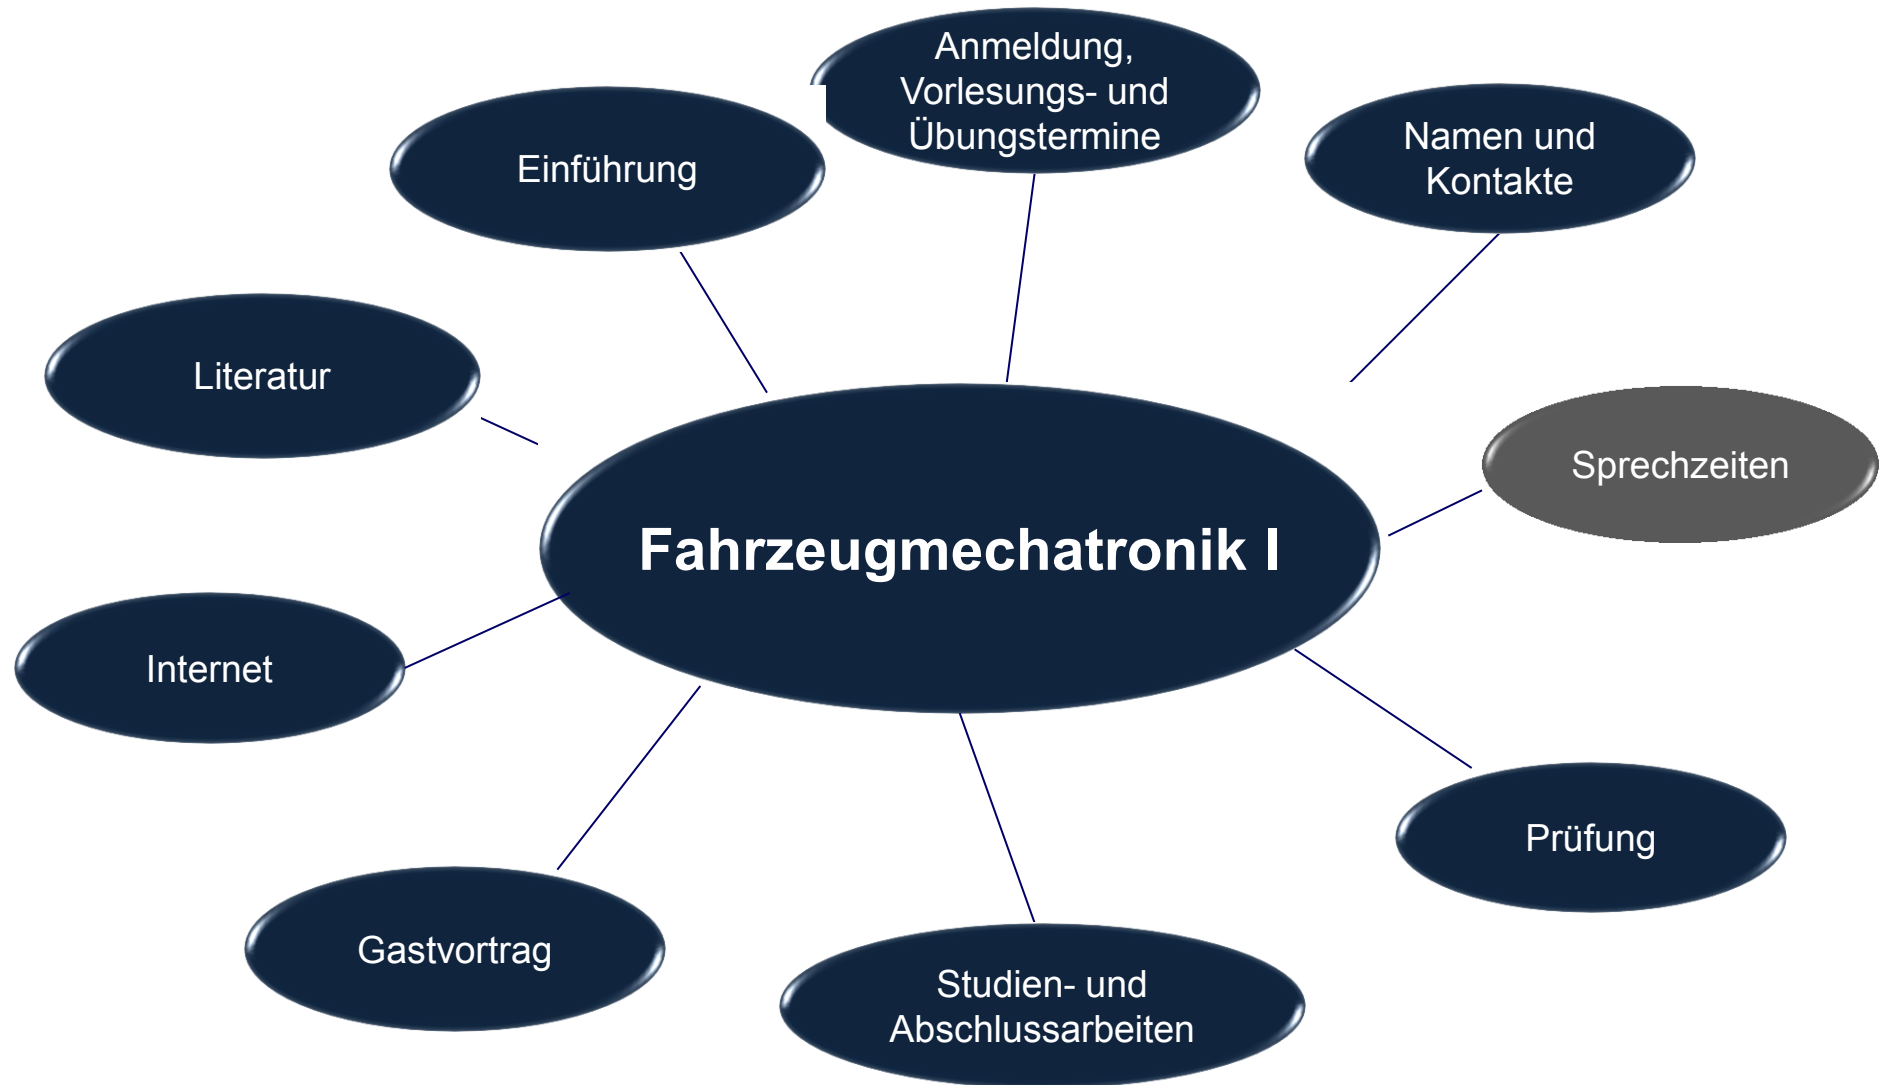 Anmeldung,
Vorlesungs- und
Übungstermine
Namen und
Kontakte
Einführung
Literatur
Sprechzeiten
Fahrzeugmechatronik I
Internet
Prüfung
Gastvortrag
Studien- und
Abschlussarbeiten